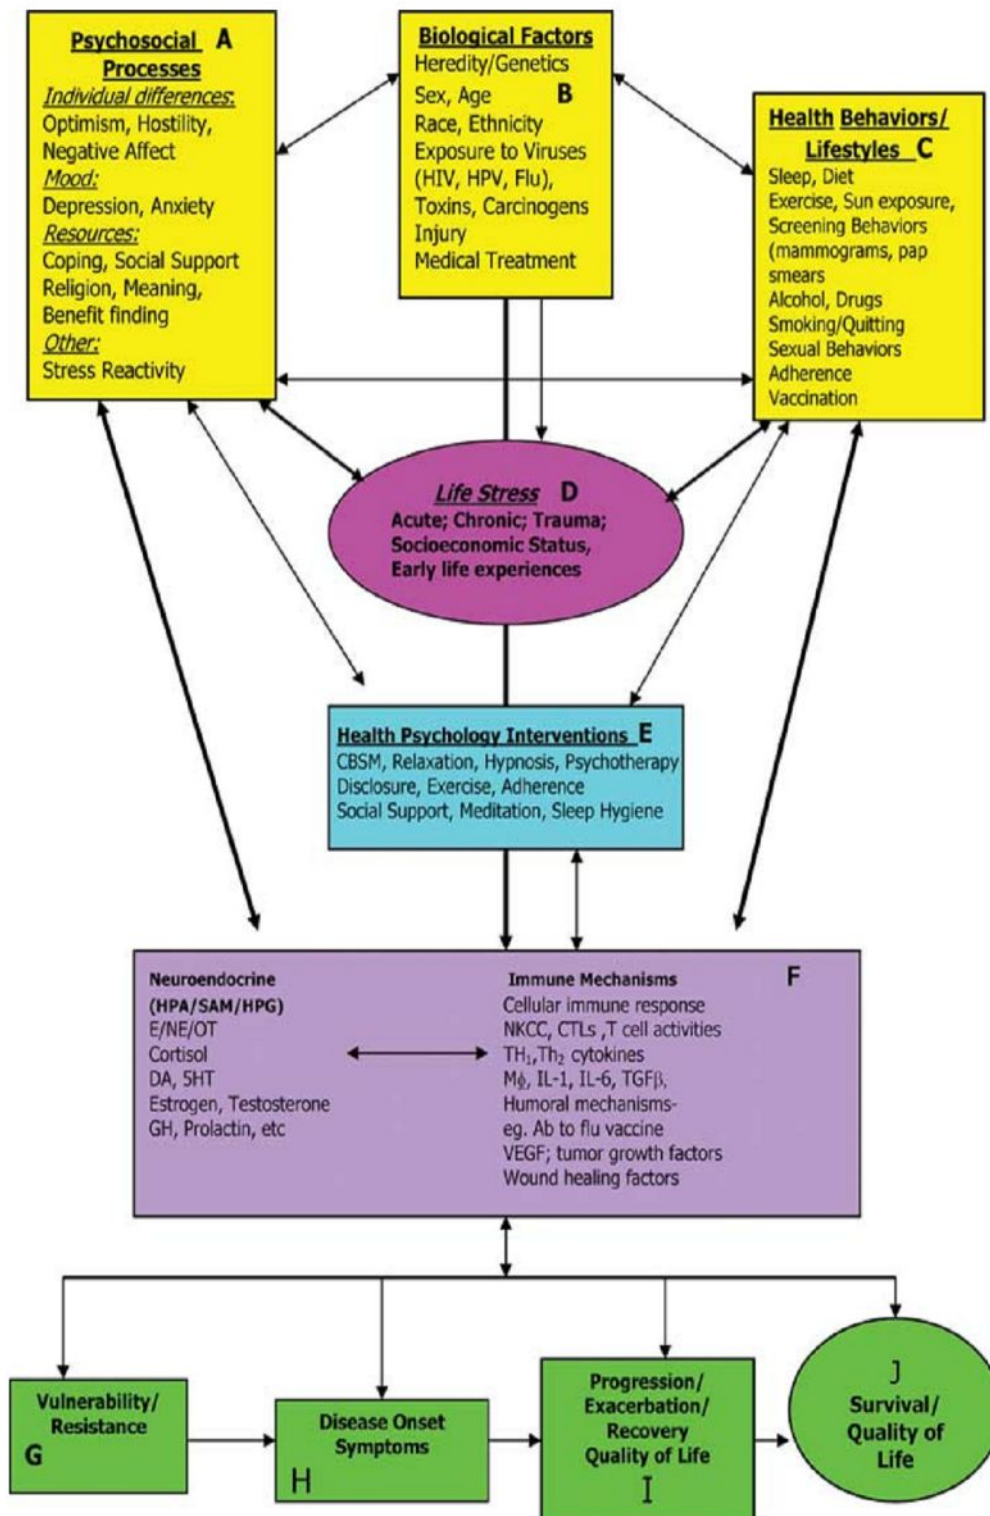 Psychosocial A
Processes
Individual differences:
Optimism, Hostility,
Negative Affect
Mood:
Depression, Anxiety
Resources:
Coping, Social Support
Religion, Meaning,
Benefit finding
Other:
Stress Reactivity
Biological Factors
Heredity/Genetics
Sex, Age B
Race, Ethnicity
Exposure to Viruses
(HIV, HPV, Flu),
Toxins, Carcinogens
Injury
Medical Treatment
Health Behaviors/
Lifestyles C
Sleep, Diet
Exercise, Sun exposure,
Screening Behaviors
(mammograms, pap
smears
Alcohol, Drugs
Smoking/Quitting
Sexual Behaviors
Adherence
Vaccination
Life Stress D
Acute; Chronic; Trauma;
Socioeconomic Status,
Early life experiences
Health Psychology Interventions E
CBSM, Relaxation, Hypnosis, Psychotherapy
Disclosure, Exercise, Adherence
Social Support, Meditation, Sleep Hygiene
Neuroendocrine
(HPA/SAM/HPG)
E/NE/OT
Cortisol
DA, 5HT
Estrogen, Testosterone
GH, Prolactin, etc
Immune Mechanisms F
Cellular immune response
NKCC, CTLs ,T cell activities
TH₁,Th₂ cytokines
Mϕ, IL-1, IL-6, TGFβ,
Humoral mechanisms-
eg. Ab to flu vaccine
VEGF; tumor growth factors
Wound healing factors
Vulnerability/
Resistance
G
Disease Onset
Symptoms
H
Progression/
Exacerbation/
Recovery
Quality of Life
I
J
Survival/
Quality of
Life